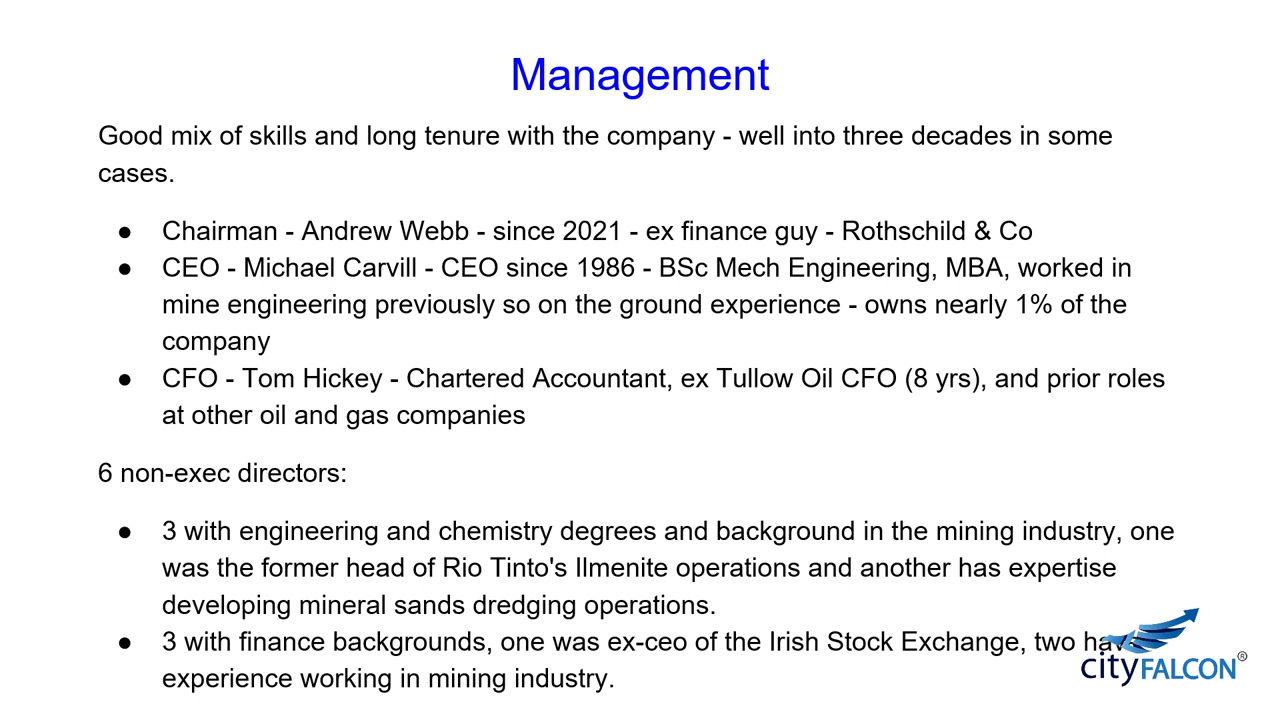 Management
Good mix of skills and long tenure with the company - well into three decades in some
cases.
● Chairman - Andrew Webb - since 2021 - ex finance guy - Rothschild & Co
● CEO - Michael Carvill - CEO since 1986 - BSc Mech Engineering, MBA, worked in
mine engineering previously so on the ground experience - owns nearly 1% of the
company
● CFO - Tom Hickey - Chartered Accountant, ex Tullow Oil CFO (8 yrs), and prior roles
at other oil and gas companies
6 non-exec directors:
● 3 with engineering and chemistry degrees and background in the mining industry, one
was the former head of Rio Tinto's Ilmenite operations and another has expertise
developing mineral sands dredging operations.
● 3 with finance backgrounds, one was ex-ceo of the Irish Stock Exchange, two have
experience working in mining industry.
cityFALCON®